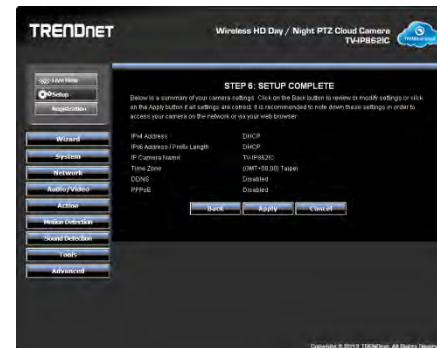 TRENDnet
Wireless HD Day / Night PTZ Cloud Camera
TV-IP862IC
Live View
Setup
Registration
Wizard
System
Network
Audio/Video
Action
Motion Detection
Sound Detection
Tools
Advanced
STEP 6: SETUP COMPLETE
Below is a summary of your camera settings. Click on the Back button to review or modify settings or click
on the Apply button if all settings are correct. It is recommended to note down these settings in order to
access your camera on the network or via your web browser.
IPv4 Address DHCP
IPv6 Address / Prefix Length DHCP
IP Camera Name TV-IP862IC
Time Zone (GMT+08:00) Taipei
DDNS Disabled
PPPoE Disabled
Back Apply Cancel
Copyright © 2013 TRENDnet. All Rights